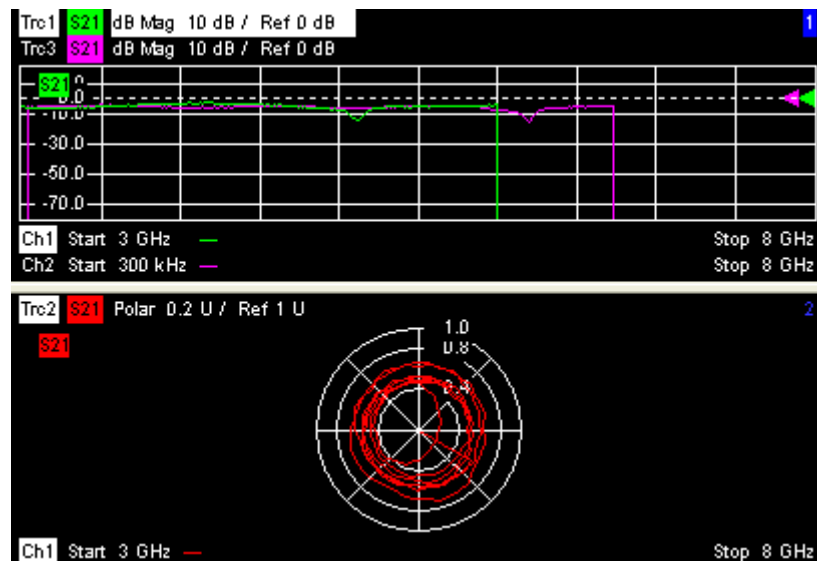 Trc1 S21 dB Mag 10 dB / Ref 0 dB 1
Trc3 S21 dB Mag 10 dB / Ref 0 dB
S21
0.0
-10.0
-30.0
-50.0
-70.0
Ch1 Start 3 GHz — Stop 8 GHz
Ch2 Start 300 kHz — Stop 8 GHz
Trc2 S21 Polar 0.2 U / Ref 1 U 2
1.0
S21
0.8
0.4
Ch1 Start 3 GHz — Stop 8 GHz